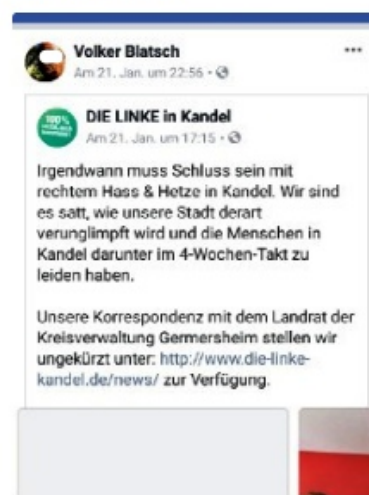 Volker Blatsch
Am 21. Jan. um 22:56 •
DIE LINKE in Kandel
Am 21. Jan. um 17:15 •
100%
Irgendwann muss Schluss sein mit
rechtem Hass & Hetze in Kandel. Wir sind
es satt, wie unsere Stadt derart
verunglimpft wird und die Menschen in
Kandel darunter im 4-Wochen-Takt zu
leiden haben.
Unsere Korrespondenz mit dem Landrat der
Kreisverwaltung Germersheim stellen wir
ungekürzt unter: http://www.die-linke-
kandel.de/news/ zur Verfügung.